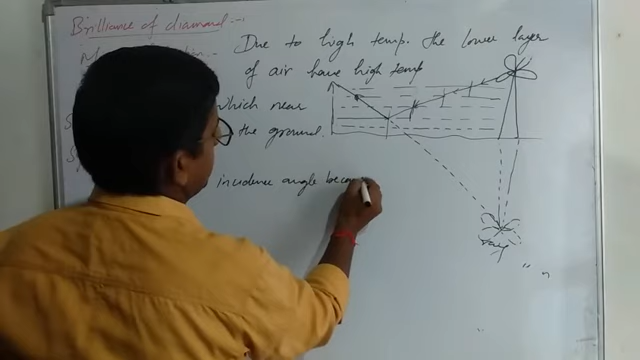 Brilliance of diamond:-
Due to high temp. the lower layer
of air have high temp
which near
the ground.
incidence angle becom